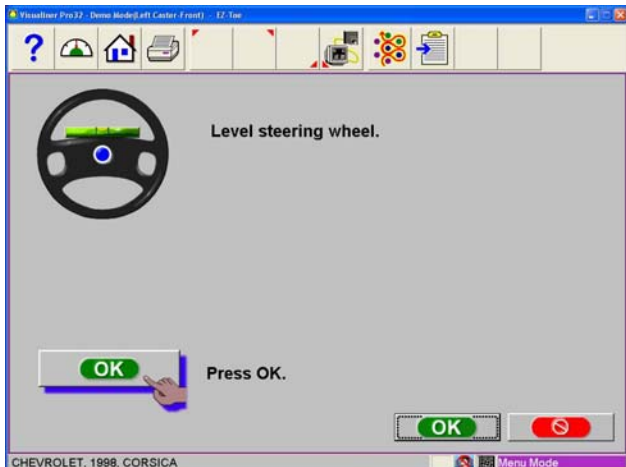 Visualiner Pro32 - Demo Mode(Left Caster-Front) - EZ-Toe
?
Level steering wheel.
OK
Press OK.
OK
CHEVROLET, 1998, CORSICA
Menu Mode